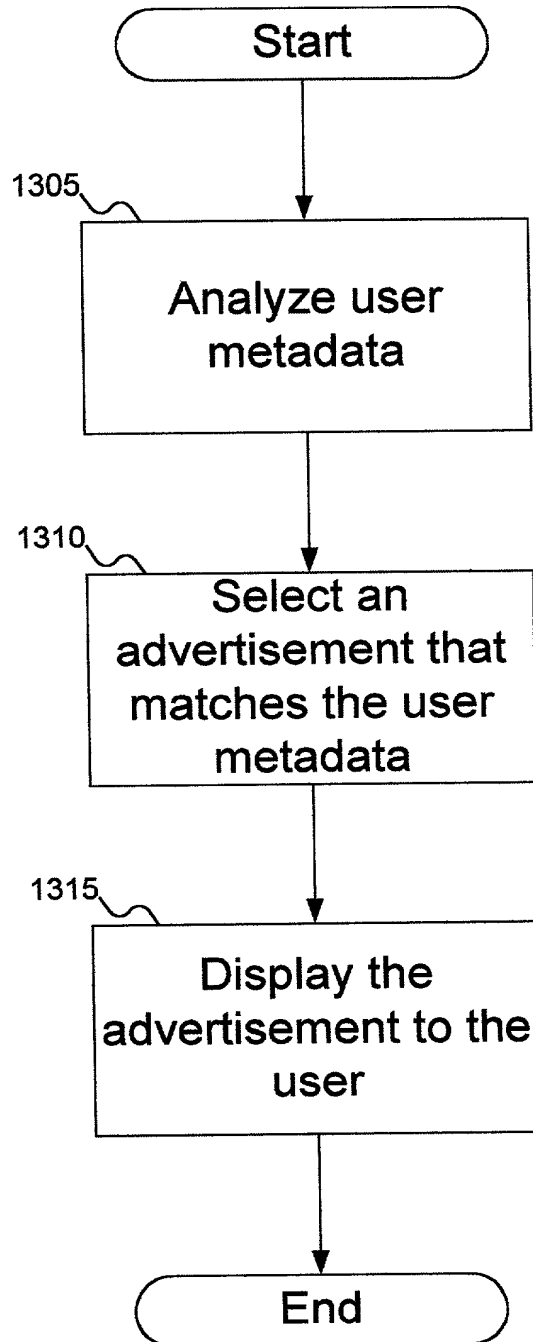 Start
1305
Analyze user
metadata
1310
Select an
advertisement that
matches the user
metadata
1315
Display the
advertisement to the
user
End